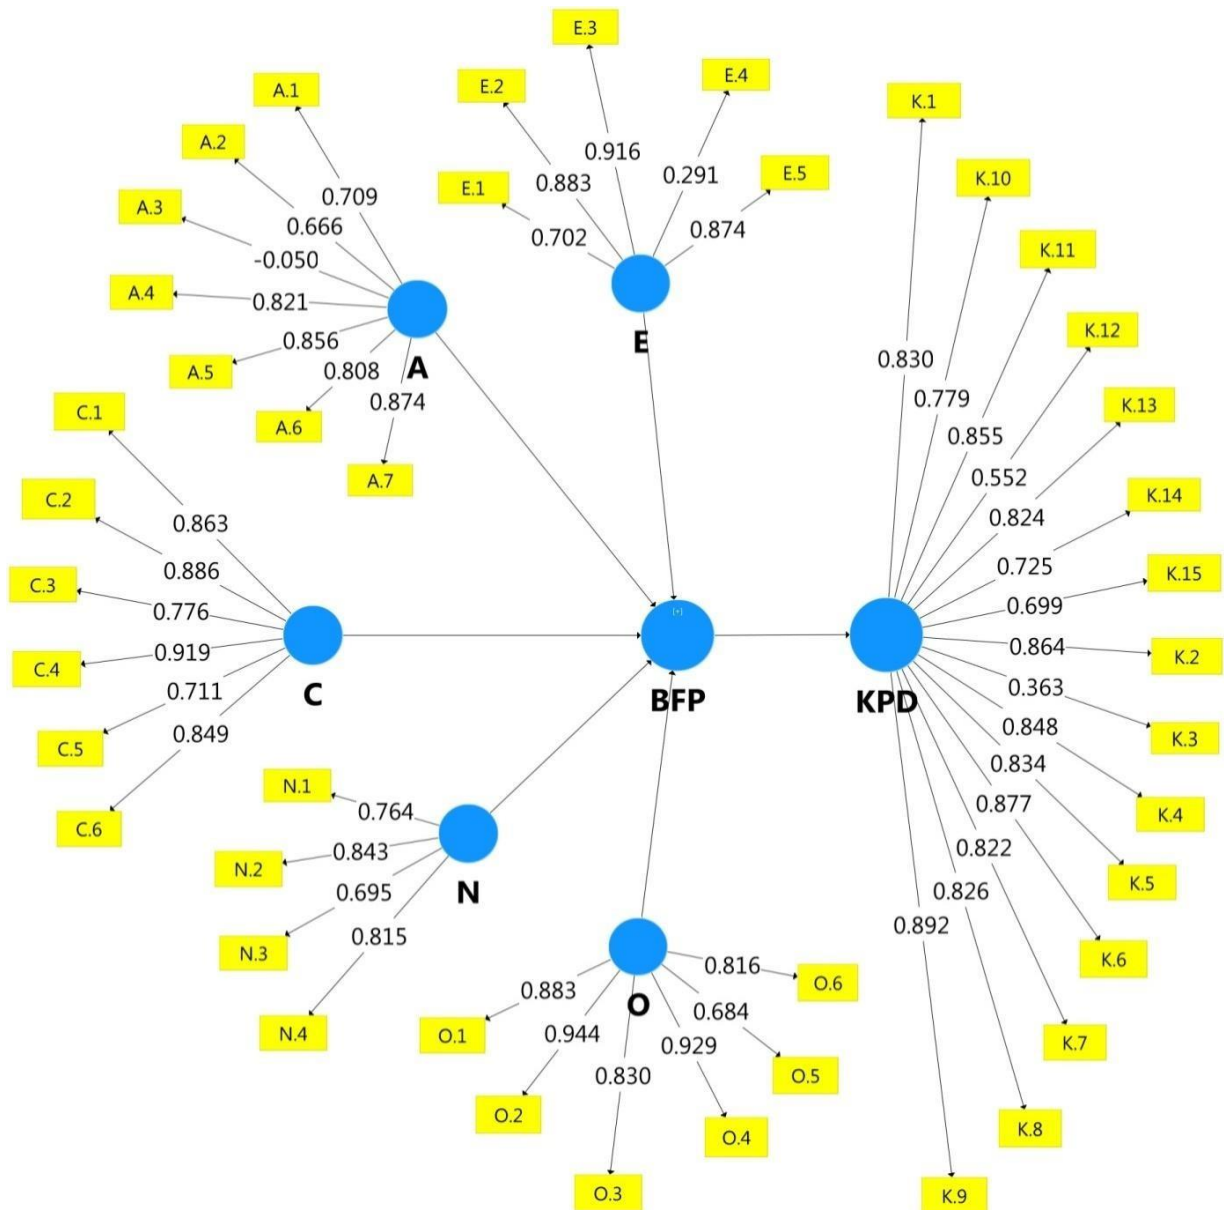 E.3
E.2
E.4
A.1
K.1
A.2
0.916
K.10
E.1
0.883
0.291
E.5
A.3
0.709
0.702
0.874
0.666
K.11
-0.050
A.4
0.821
K.12
0.856
E
0.830
A.5
0.808
A
0.779
K.13
0.874
C.1
A.6
0.855
A.7
0.552
K.14
C.2
0.863
0.824
0.886
0.725
K.15
C.3
0.776
0.699
[+]
0.864
K.2
C.4
0.919
0.363
0.711
C
BFP
KPD
0.848
K.3
C.5
0.849
0.834
N.1
0.764
0.877
K.4
C.6
0.843
0.822
N.2
0.695
N
0.826
K.5
0.815
0.892
N.3
K.6
0.816
O.6
0.883
O
0.684
N.4
O.1
0.944
0.929
K.7
0.830
O.5
O.2
O.4
K.8
O.3
K.9